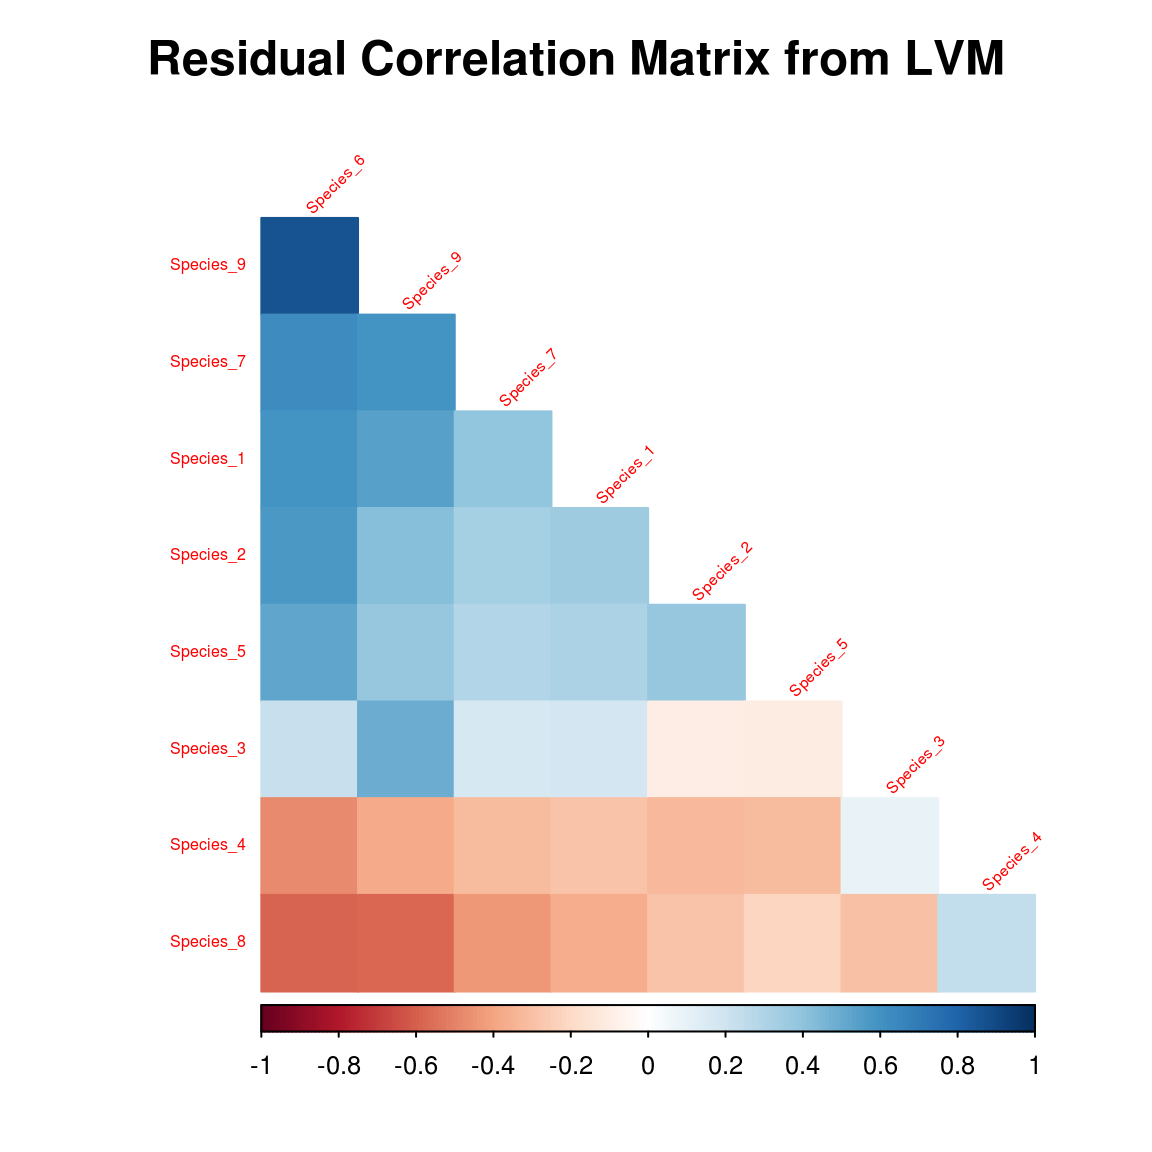 Residual Correlation Matrix from LVM
Species_6
Species_9
Species_9
Species_7
Species_7
Species_1
Species_1
Species_2
Species_2
Species_5
Species_5
Species_3
Species_3
Species_4
Species_4
Species_8
-1 -0.8 -0.6 -0.4 -0.2 0 0.2 0.4 0.6 0.8 1